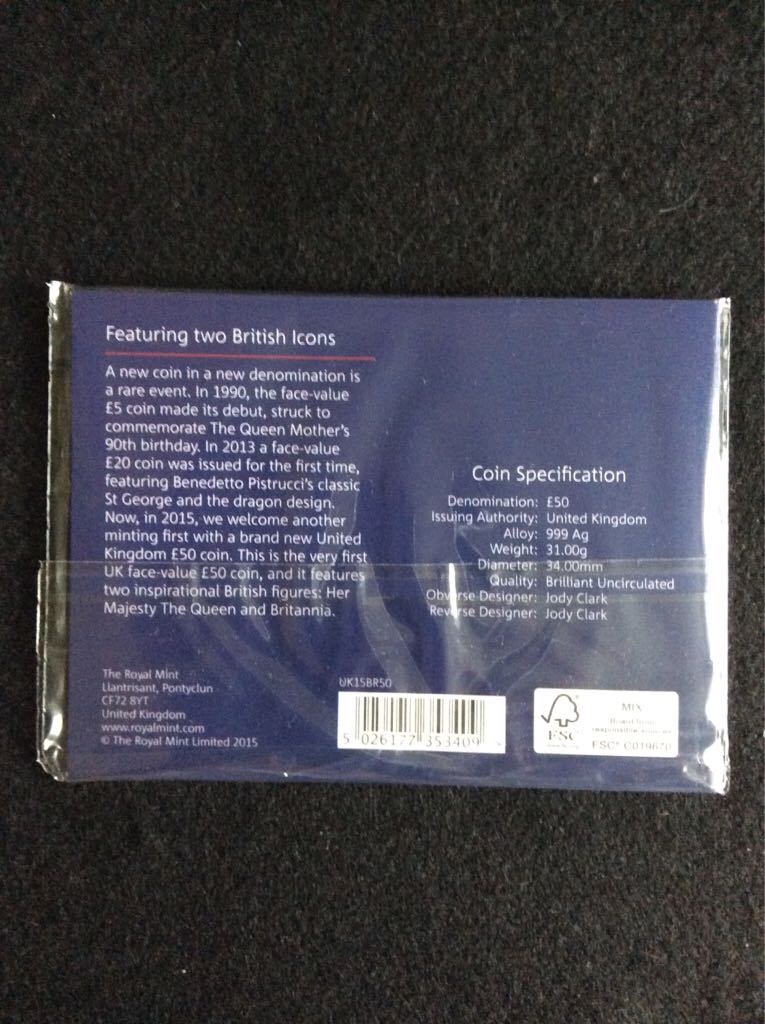 Featuring two British Icons
A new coin in a new denomination is
a rare event. In 1990, the face-value
£5 coin made its debut, struck to
commemorate The Queen Mother's
90th birthday. In 2013 a face-value
£20 coin was issued for the first time,
featuring Benedetto Pistrucci's classic
St George and the dragon design.
Now, in 2015, we welcome another
minting first with a brand new United
Kingdom £50 coin. This is the very first
UK face-value £50 coin, and it features
two inspirational British figures: Her
Majesty The Queen and Britannia.
Coin Specification
Denomination: £50
Issuing Authority: United Kingdom
Alloy: 999 Ag
Weight: 31.00g
Diameter: 34.00mm
Quality: Brilliant Uncirculated
Obverse Designer: Jody Clark
Reverse Designer: Jody Clark
The Royal Mint
Llantrisant, Pontyclun
CF72 8YT
United Kingdom
www.royalmint.com
© The Royal Mint Limited 2015
UK15BR50
5 026177 353409 >
FSC
MIX
Board from
responsible sources
FSC® C019670